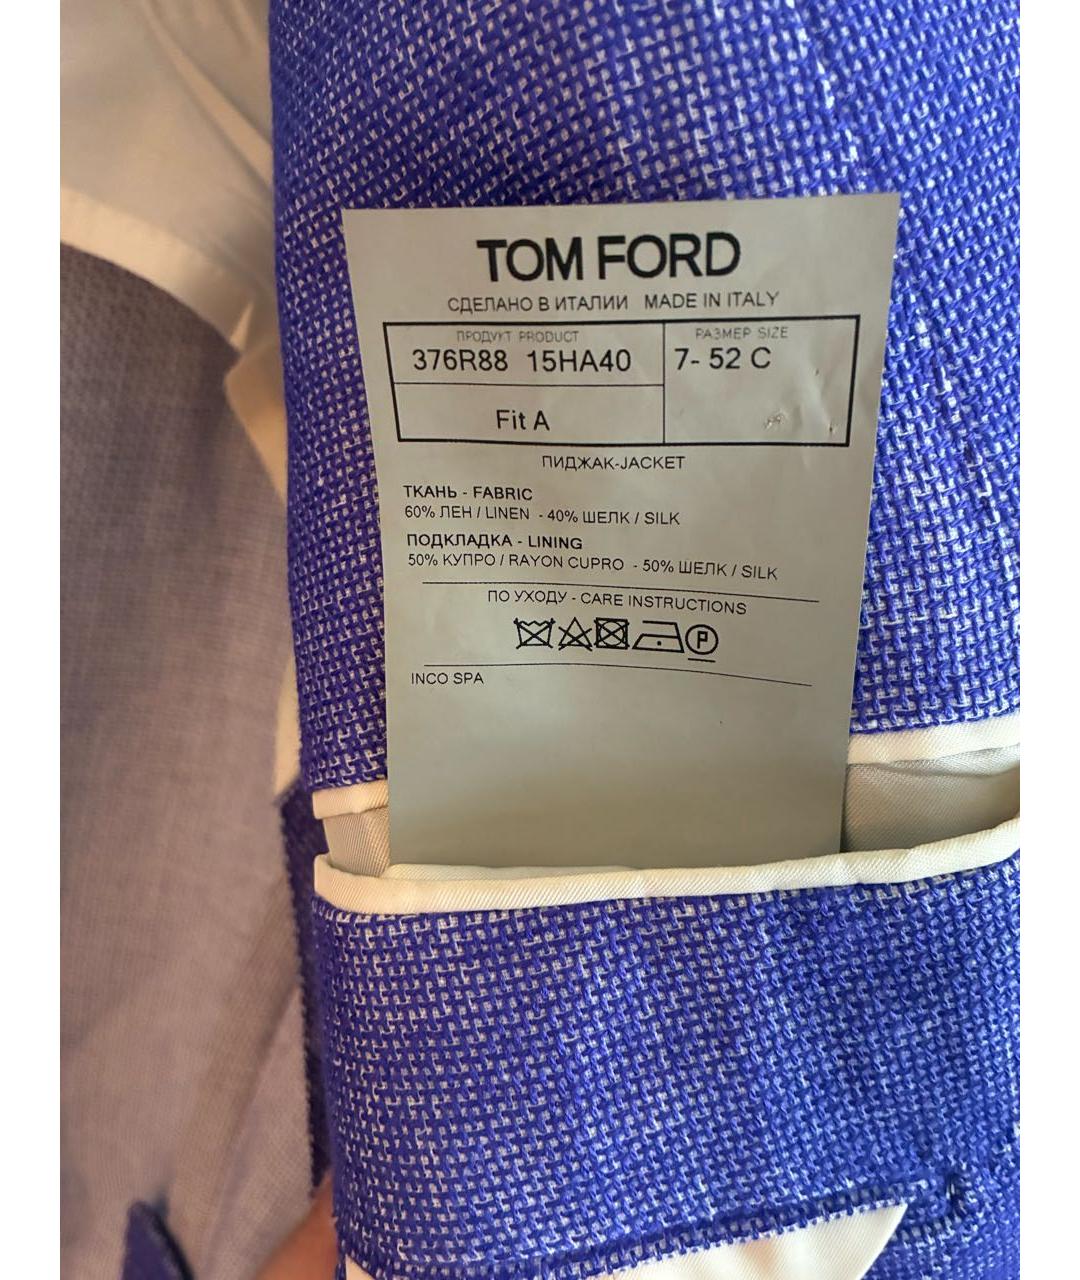 TOM FORD
СДЕЛАНО В ИТАЛИИ MADE IN ITALY
ПРОДУКТ PRODUCT
376R88 15HA40
РАЗМЕР SIZE
7- 52 C
Fit A
ПИДЖАК-JACKET
ТКАНЬ - FABRIC
60% ЛЕН / LINEN - 40% ШЕЛК / SILK
ПОДКЛАДКА - LINING
50% КУПРО / RAYON CUPRO - 50% ШЕЛК / SILK
ПО УХОДУ - CARE INSTRUCTIONS
P
INCO SPA